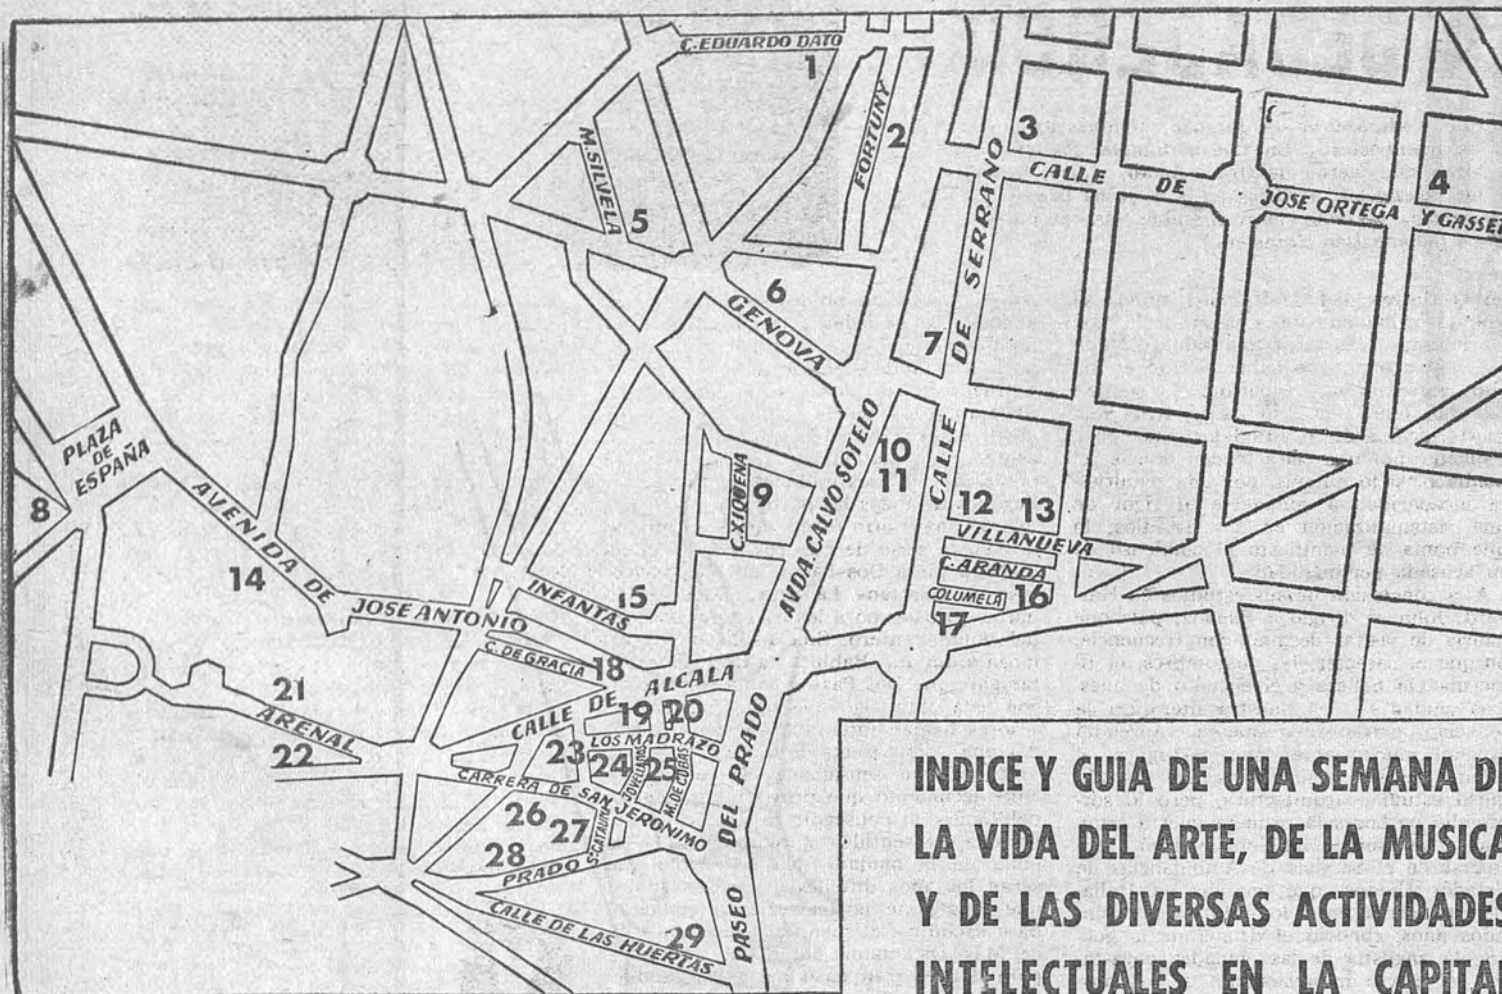 C. EDUARDO DATO
1
FORTUNY
2
3
M. SILVELA
CALLE DE
JOSE ORTEGA Y GASSET
4
5
6
GENOVA
7
CALLE DE SERRANO
PLAZA
DE
ESPAÑA
8
C. XIQUENA
9
AVDA. CALVO SOTELO
10
11
12
13
VILLANUEVA
C. ARANDA
COLUMELA
16
17
AVENIDA DE
JOSE ANTONIO
14
INFANTAS
15
C. DE GRACIA
18
CALLE DE ALCALA
19
20
21
ARENAL
22
LOS MADRAZO
23
24
JOVELLANOS
25
M. DE CUBAS
CARRERA DE SAN JERONIMO
26
27
S. CATALINA
28
PRADO
CALLE DE LAS HUERTAS
29
PASEO DEL PRADO
INDICE Y GUIA DE UNA SEMANA DE
LA VIDA DEL ARTE, DE LA MUSICA
Y DE LAS DIVERSAS ACTIVIDADES
INTELECTUALES EN LA CAPITAL